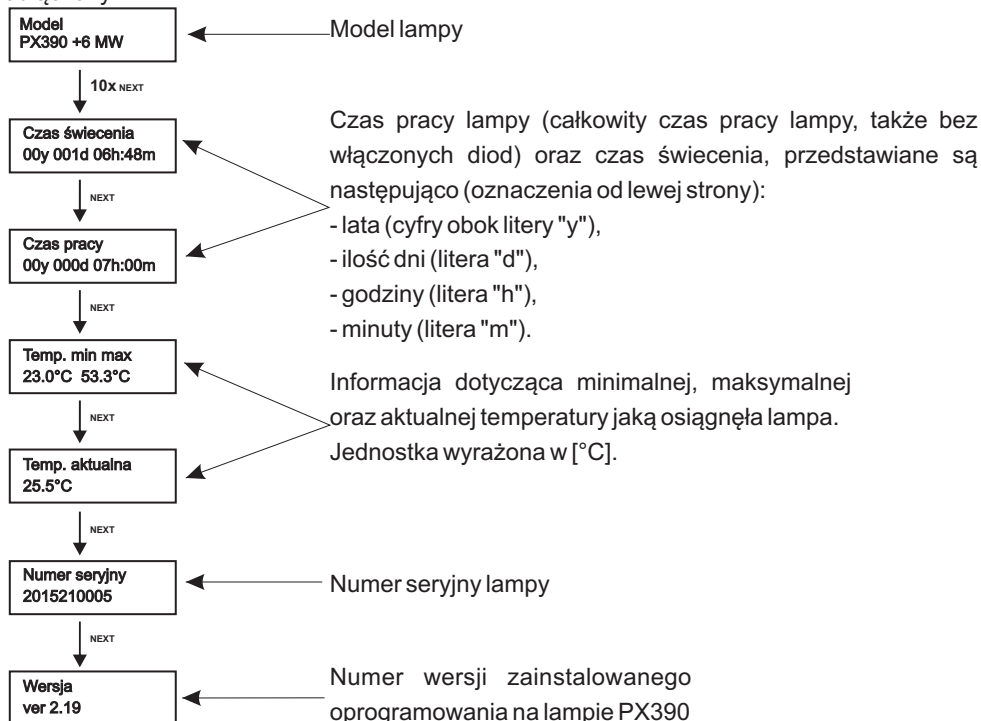 Model
PX390 +6 MW
Model lampy
10x NEXT
Czas świecenia
00y 001d 06h:48m
NEXT
Czas pracy
00y 000d 07h:00m
Czas pracy lampy (całkowity czas pracy lampy, także bez
włączonych diod) oraz czas świecenia, przedstawiane są
następująco (oznaczenia od lewej strony):
- lata (cyfry obok litery "y"),
- ilość dni (litera "d"),
- godziny (litera "h"),
- minuty (litera "m").
NEXT
Temp. min max
23.0°C 53.3°C
NEXT
Temp. aktualna
25.5°C
Informacja dotycząca minimalnej, maksymalnej
oraz aktualnej temperatury jaką osiągnęła lampa.
Jednostka wyrażona w [°C].
NEXT
Numer seryjny
2015210005
Numer seryjny lampy
NEXT
Wersja
ver 2.19
Numer wersji zainstalowanego
oprogramowania na lampie PX390